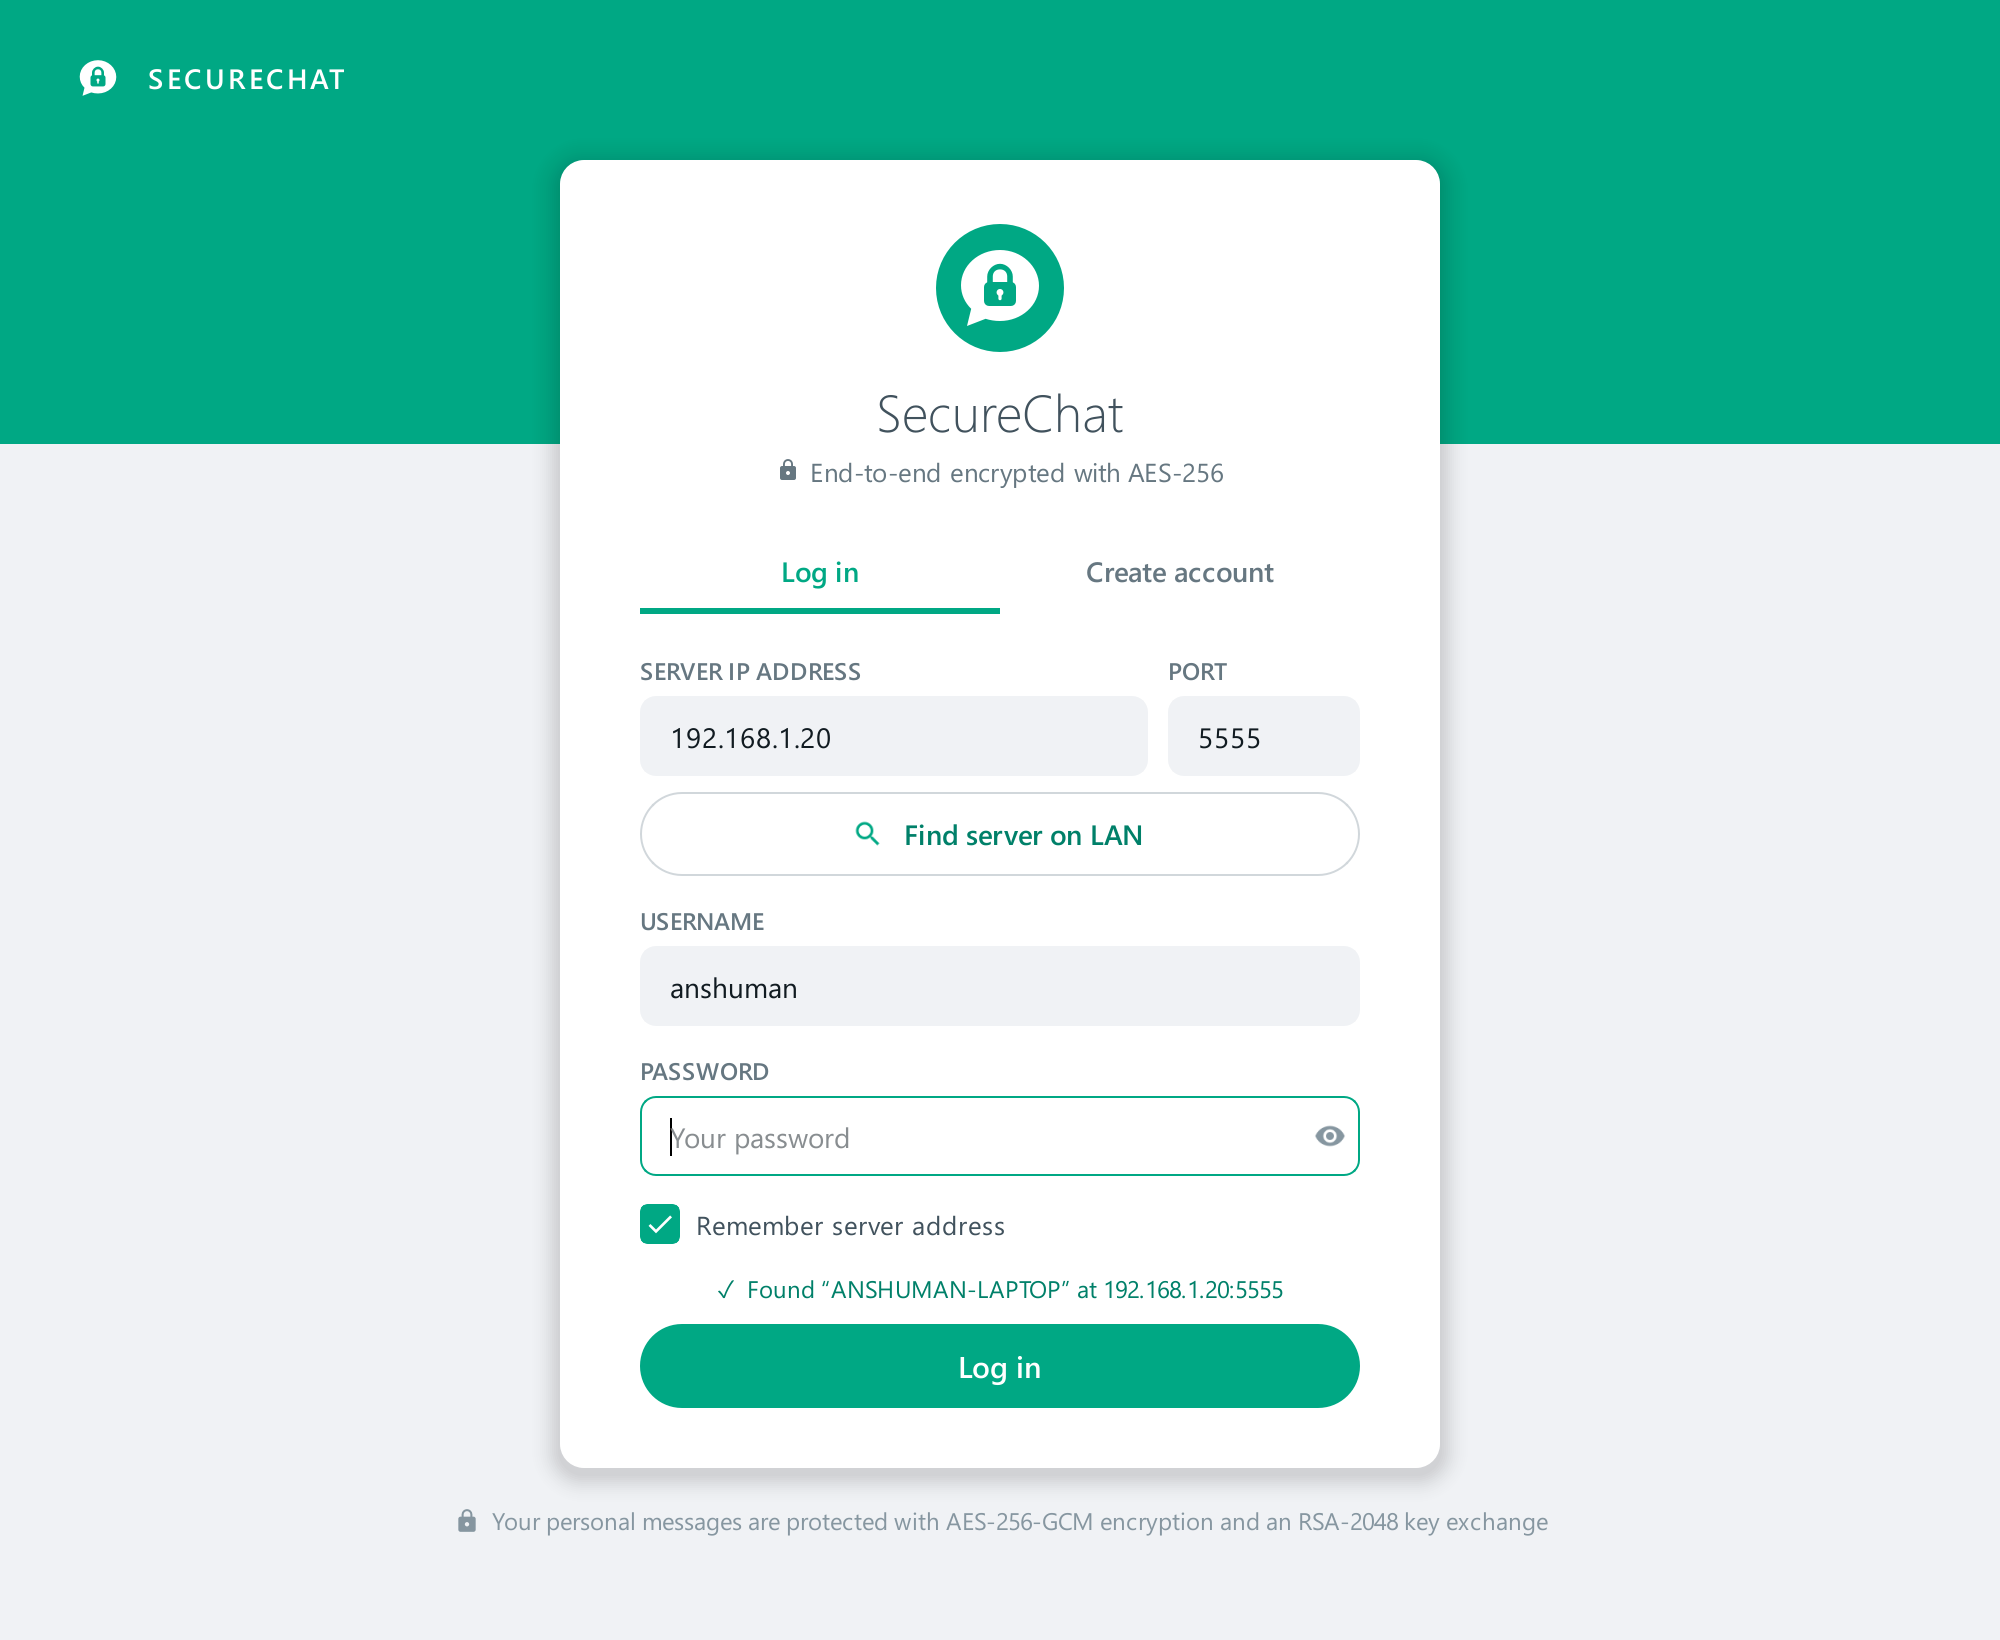 SECURECHAT
SecureChat
End-to-end encrypted with AES-256
Log in Create account
SERVER IP ADDRESS PORT
192.168.1.20 5555
Find server on LAN
USERNAME
anshuman
PASSWORD
Your password
Remember server address
✓ Found “ANSHUMAN-LAPTOP” at 192.168.1.20:5555
Log in
Your personal messages are protected with AES-256-GCM encryption and an RSA-2048 key exchange